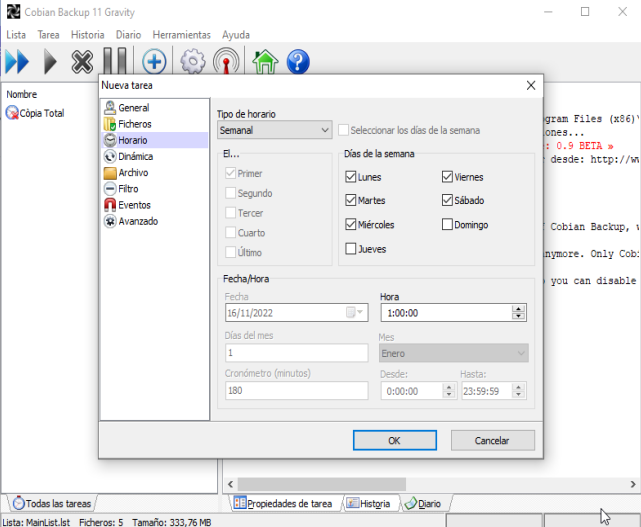 Cobian Backup 11 Gravity
Lista Tarea Historia Diario Herramientas Ayuda
Nombre
Còpia Total
Nueva tarea
General
Ficheros
Horario
Dinámica
Archivo
Filtro
Eventos
Avanzado
Tipo de horario
Semanal
Seleccionar los días de la semana
El...
Primer
Segundo
Tercer
Cuarto
Último
Días de la semana
Lunes
Martes
Miércoles
Jueves
Viernes
Sábado
Domingo
Fecha/Hora
Fecha
16/11/2022
Hora
1:00:00
Días del mes
1
Mes
Enero
Cronómetro (minutos)
180
Desde:
0:00:00
Hasta:
23:59:59
OK Cancelar
gram Files (x86)\
ones...
: 0.9 BETA »
desde: http://w
Cobian Backup,
nymore. Only Cobi
you can disable
Todas las tareas
Propiedades de tarea Historia Diario
Lista: MainList.lst Ficheros: 5 Tamaño: 333,76 MB